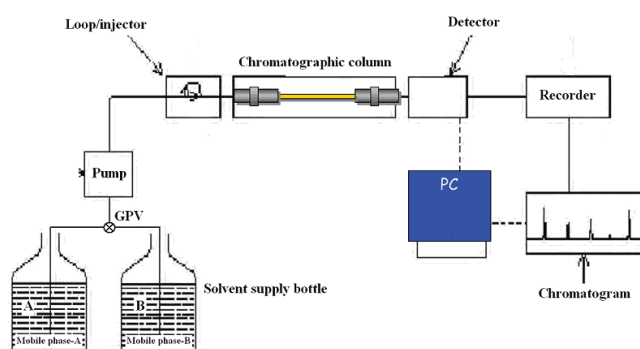 Loop/injector
Detector
Chromatographic column
Recorder
Pump
PC
GPV
A
B
Solvent supply bottle
Mobile phase-A
Mobile phase-B
Chromatogram